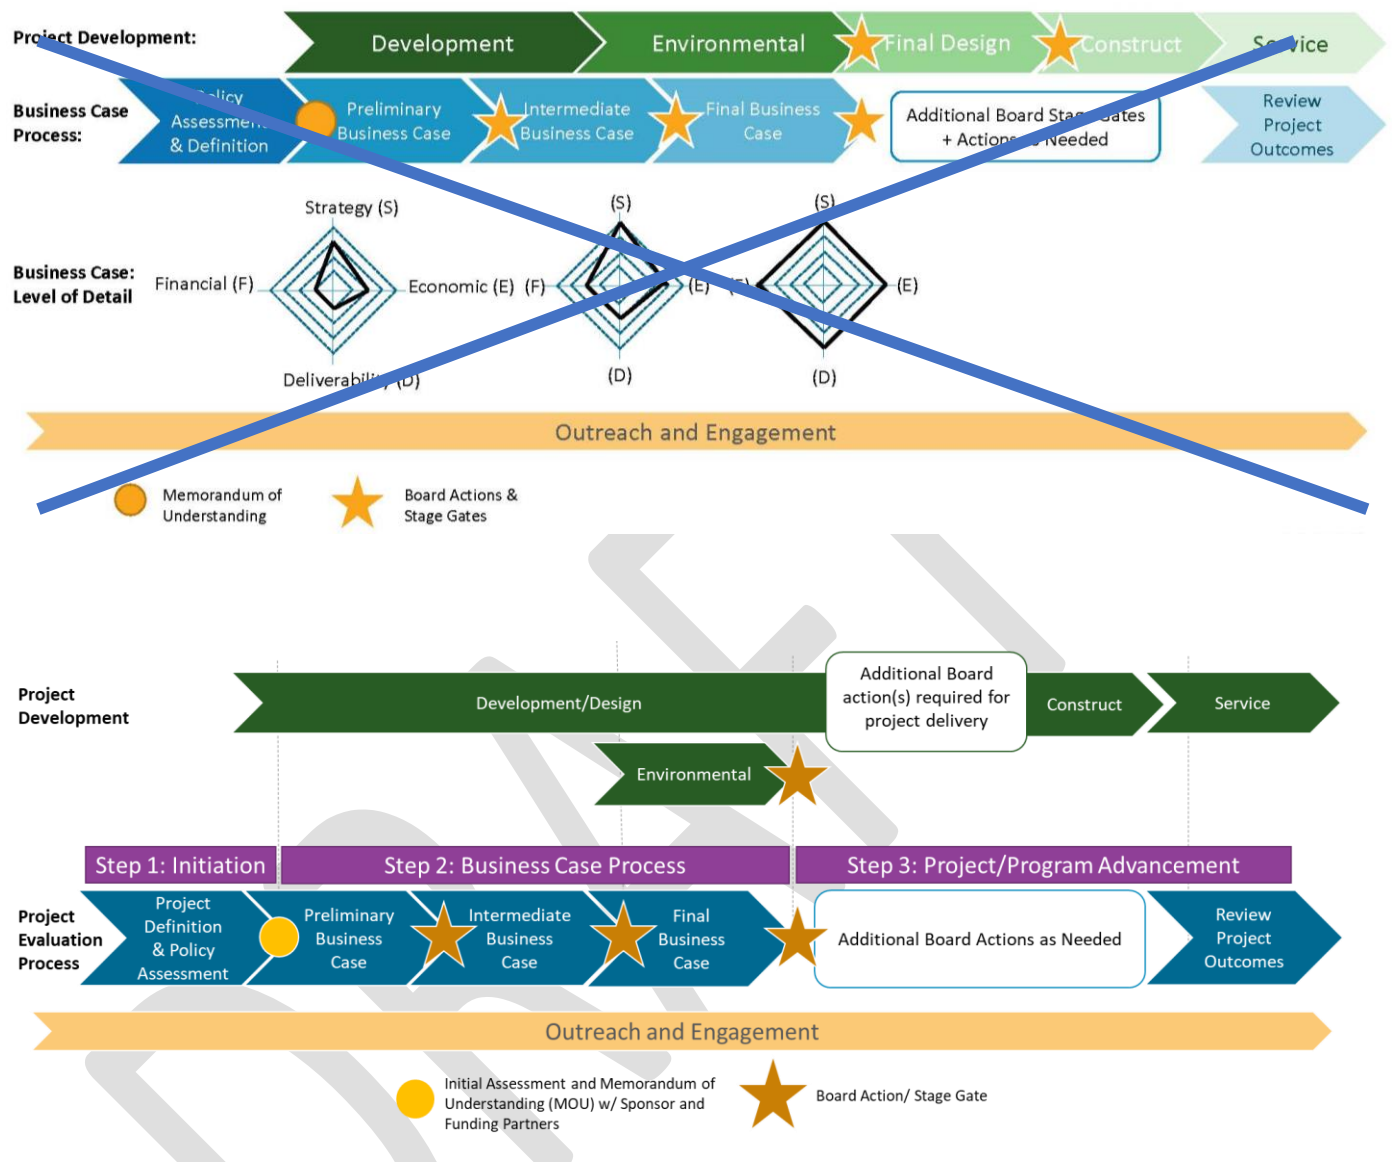 Project Development:
Development
Environmental
Final Design
Construct
Service
Business Case
Process:
Policy
Assessment
& Definition
Preliminary
Business Case
Intermediate
Business Case
Final Business
Case
Additional Board Stage Gates
+ Actions as Needed
Review
Project
Outcomes
Business Case:
Level of Detail
Strategy (S)
Financial (F)
Economic (E)
Deliverability (D)
(S)
(F)
(E)
(D)
(S)
(F)
(E)
(D)
Outreach and Engagement
Memorandum of
Understanding
Board Actions &
Stage Gates
DRAFT
Project
Development
Development/Design
Additional Board
action(s) required for
project delivery
Construct
Service
Environmental
Step 1: Initiation
Step 2: Business Case Process
Step 3: Project/Program Advancement
Project
Evaluation
Process
Project
Definition
& Policy
Assessment
Preliminary
Business
Case
Intermediate
Business
Case
Final
Business
Case
Additional Board Actions as Needed
Review
Project
Outcomes
Outreach and Engagement
Initial Assessment and Memorandum of
Understanding (MOU) w/ Sponsor and
Funding Partners
Board Action/ Stage Gate